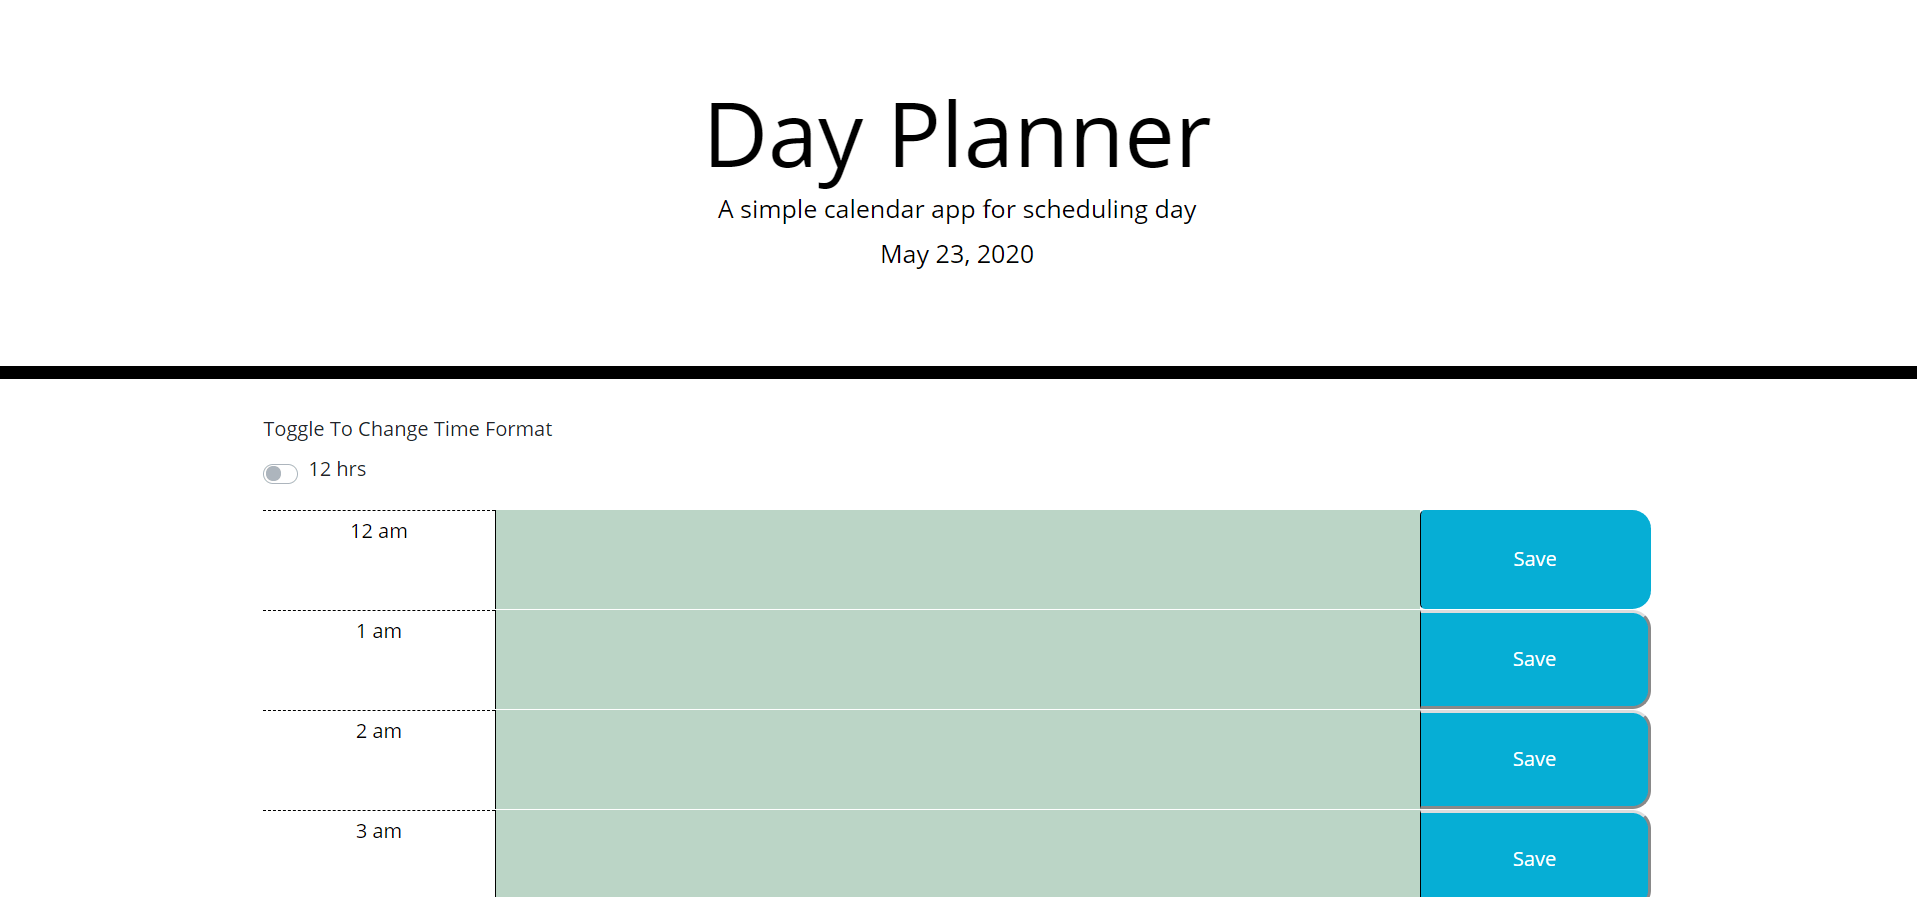 Day Planner
A simple calendar app for scheduling day
May 23, 2020
Toggle To Change Time Format
12 hrs
12 am
Save
1 am
Save
2 am
Save
3 am
Save